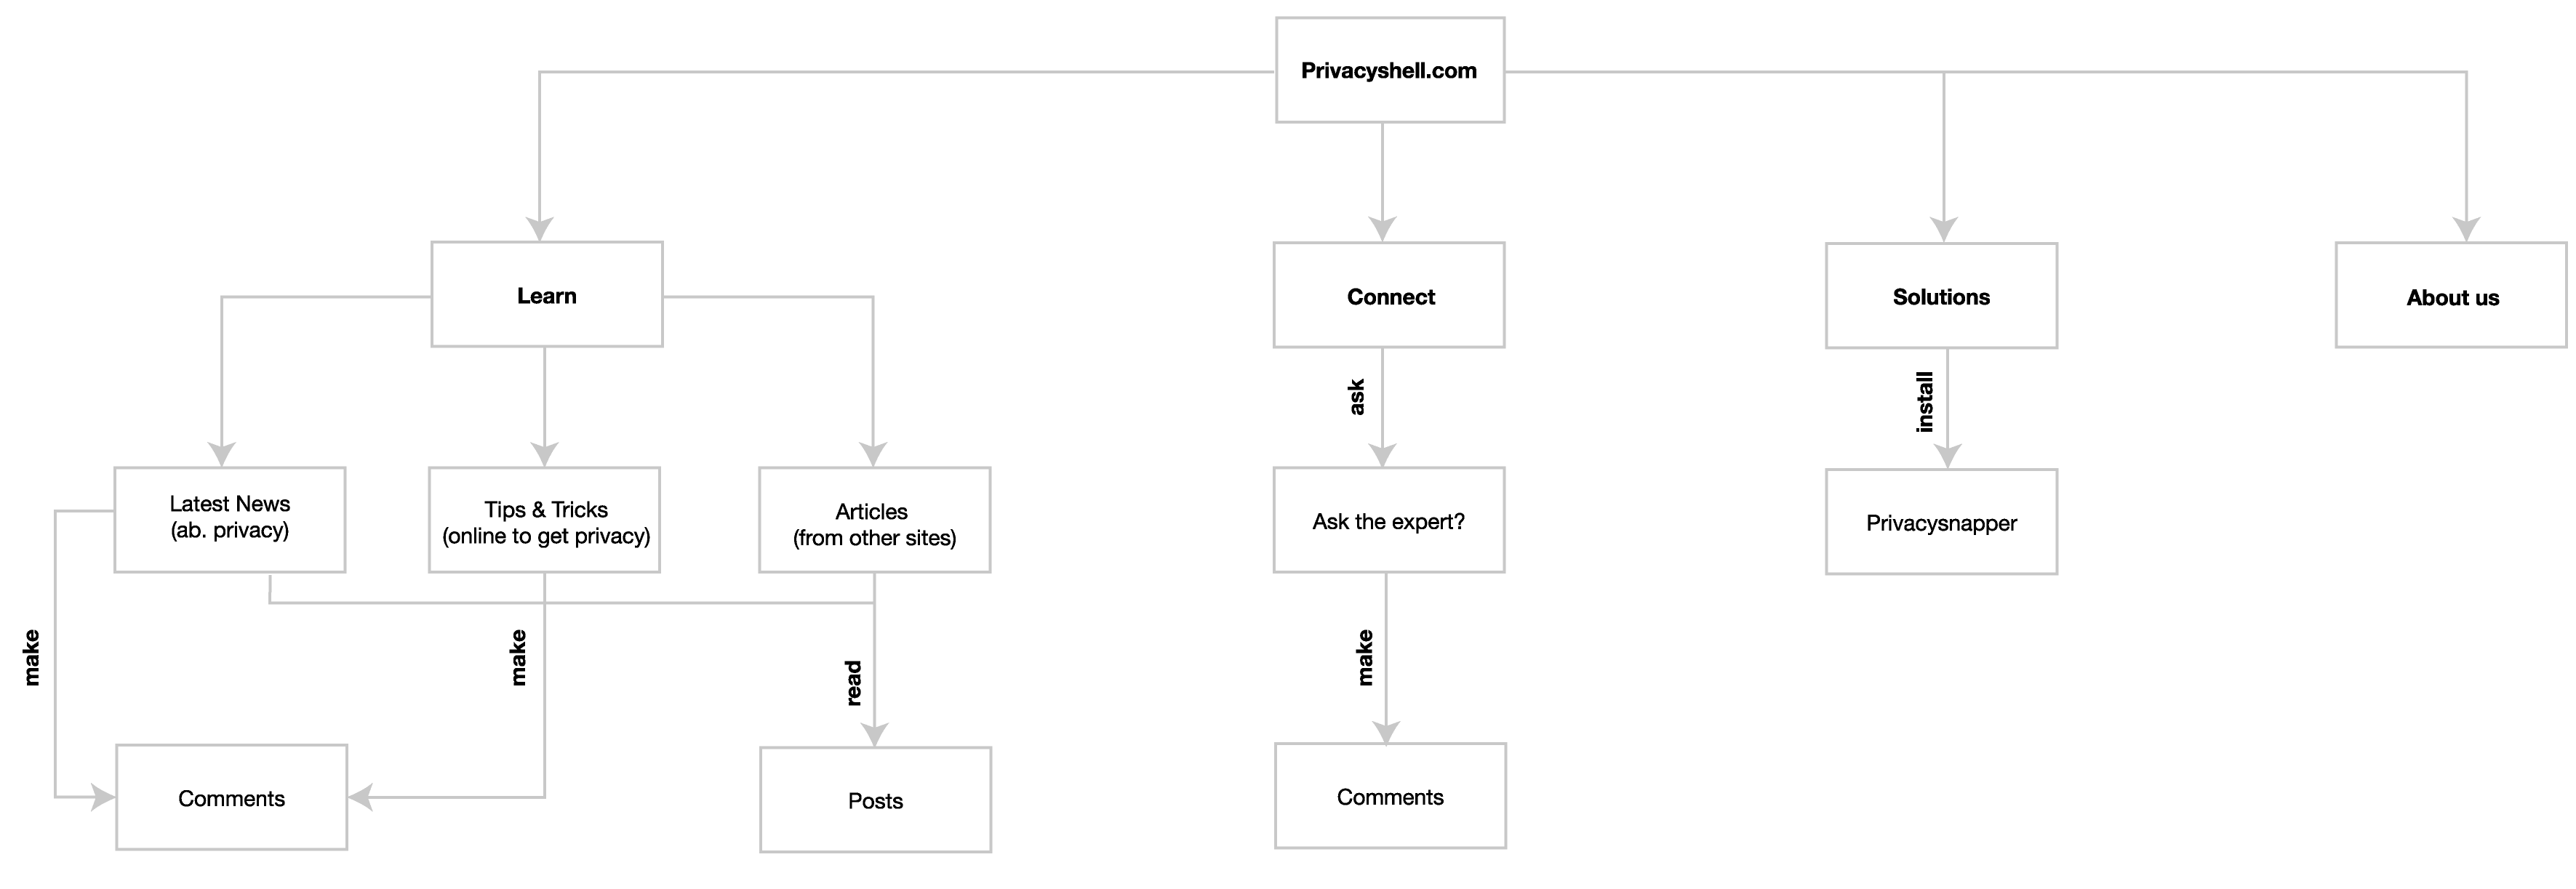 Privacyshell.com
Learn
Connect
Solutions
About us
ask
install
Latest News
(ab. privacy)
Tips & Tricks
(online to get privacy)
Articles
(from other sites)
Ask the expert?
Privacysnapper
make
make
read
make
Comments
Posts
Comments